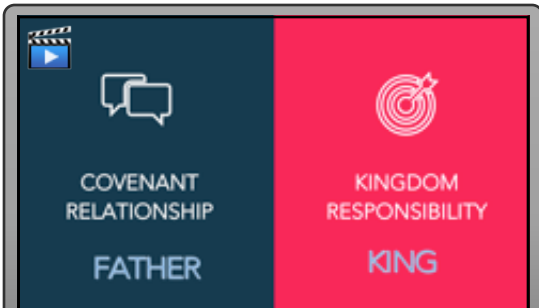 COVENANT
RELATIONSHIP
FATHER
KINGDOM
RESPONSIBILITY
KING